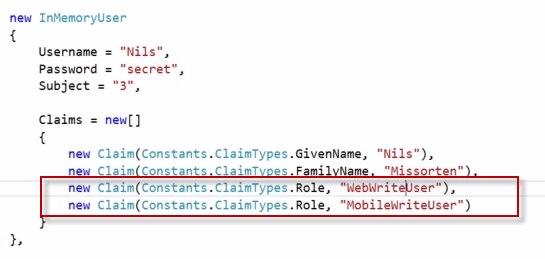 new InMemoryUser
{
Username = "Nils",
Password = "secret",
Subject = "3",
Claims = new[]
{
new Claim(Constants.ClaimTypes.GivenName, "Nils"),
new Claim(Constants.ClaimTypes.FamilyName, "Missorten"),
new Claim(Constants.ClaimTypes.Role, "WebWriteUser"),
new Claim(Constants.ClaimTypes.Role, "MobileWriteUser")
}
},